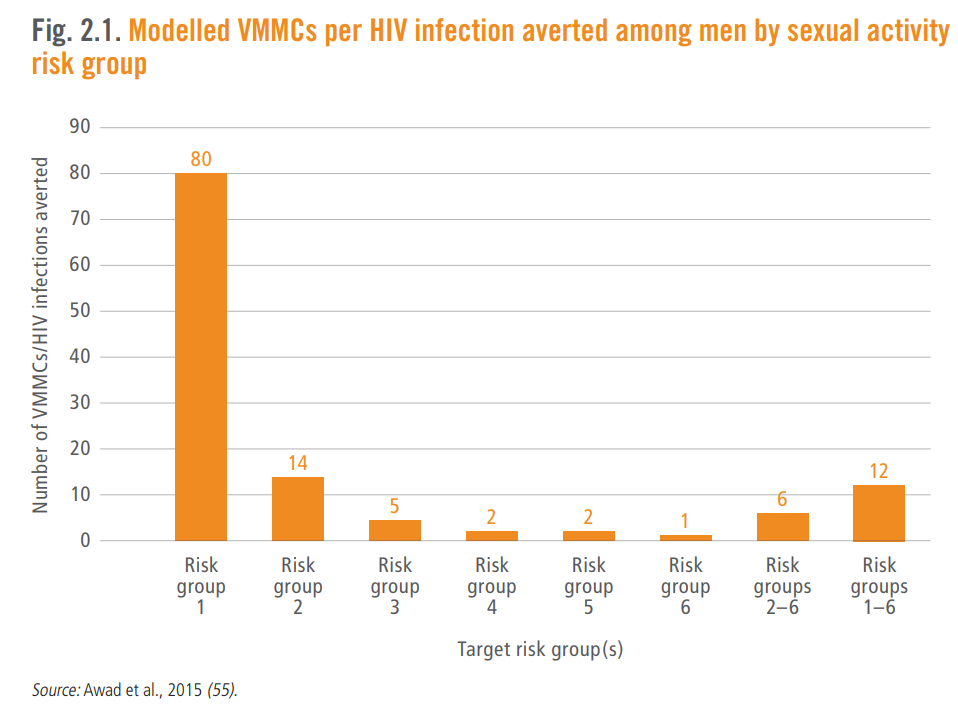 Fig. 2.1. Modelled VMMCs per HIV infection averted among men by sexual activity
risk group
Number of VMMCs/HIV infections averted
90
80
70
60
50
40
30
20
10
0
80
14
5
2
2
1
6
12
Risk
group
1
Risk
group
2
Risk
group
3
Risk
group
4
Risk
group
5
Risk
group
6
Risk
groups
2–6
Risk
groups
1–6
Target risk group(s)
Source: Awad et al., 2015 (55).